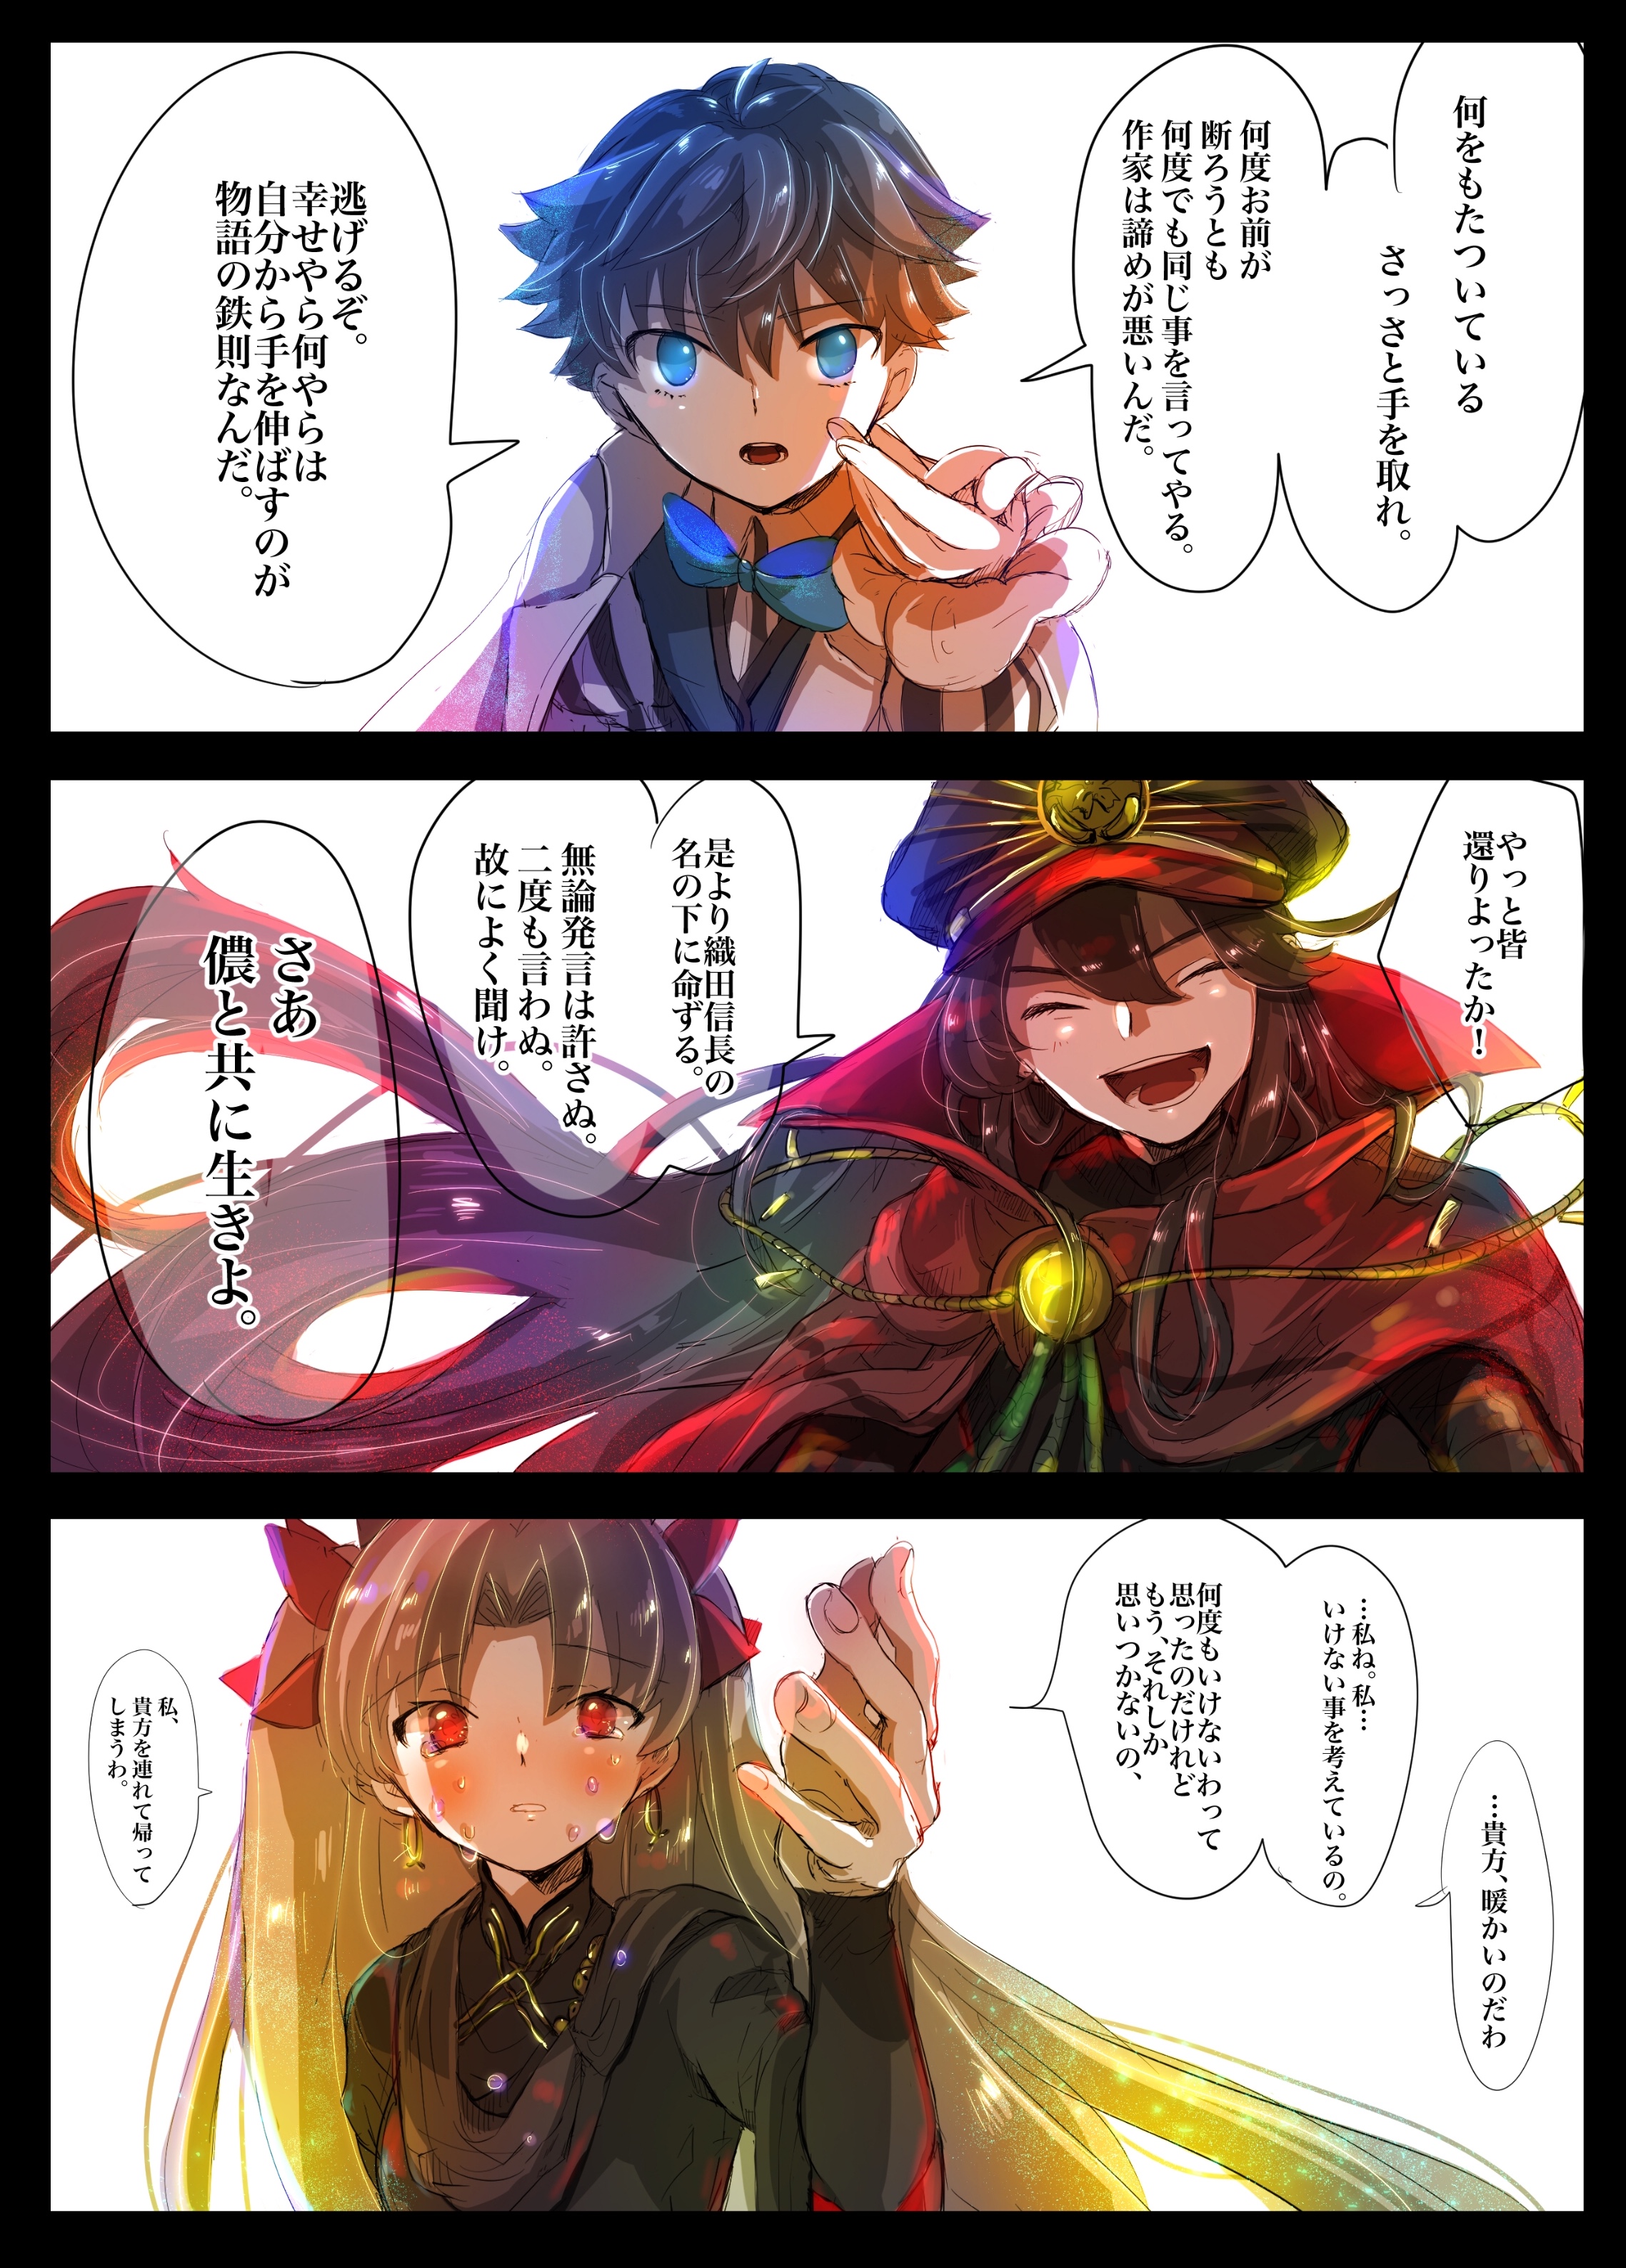 何をもたついている
さっさと手を取れ。
何度お前が
断ろうとも
何度でも同じ事を言ってやる。
作家は諦めが悪いんだ。
逃げるぞ。
幸せやら何やらは
自分から手を伸ばすのが
物語の鉄則なんだ。
やっと皆
還りよったか！
是より織田信長の
名の下に命ずる。
無論発言は許さぬ。
二度も言わぬ。
故によく聞け。
さあ
儂と共に生きよ。
…貴方、暖かいのだわ
…私ね。私…
いけない事を考えているの。
何度もいけないわって
思ったのだけれど
もう、それしか
思いつかないの、
私、
貴方を連れて帰って
しまうわ。